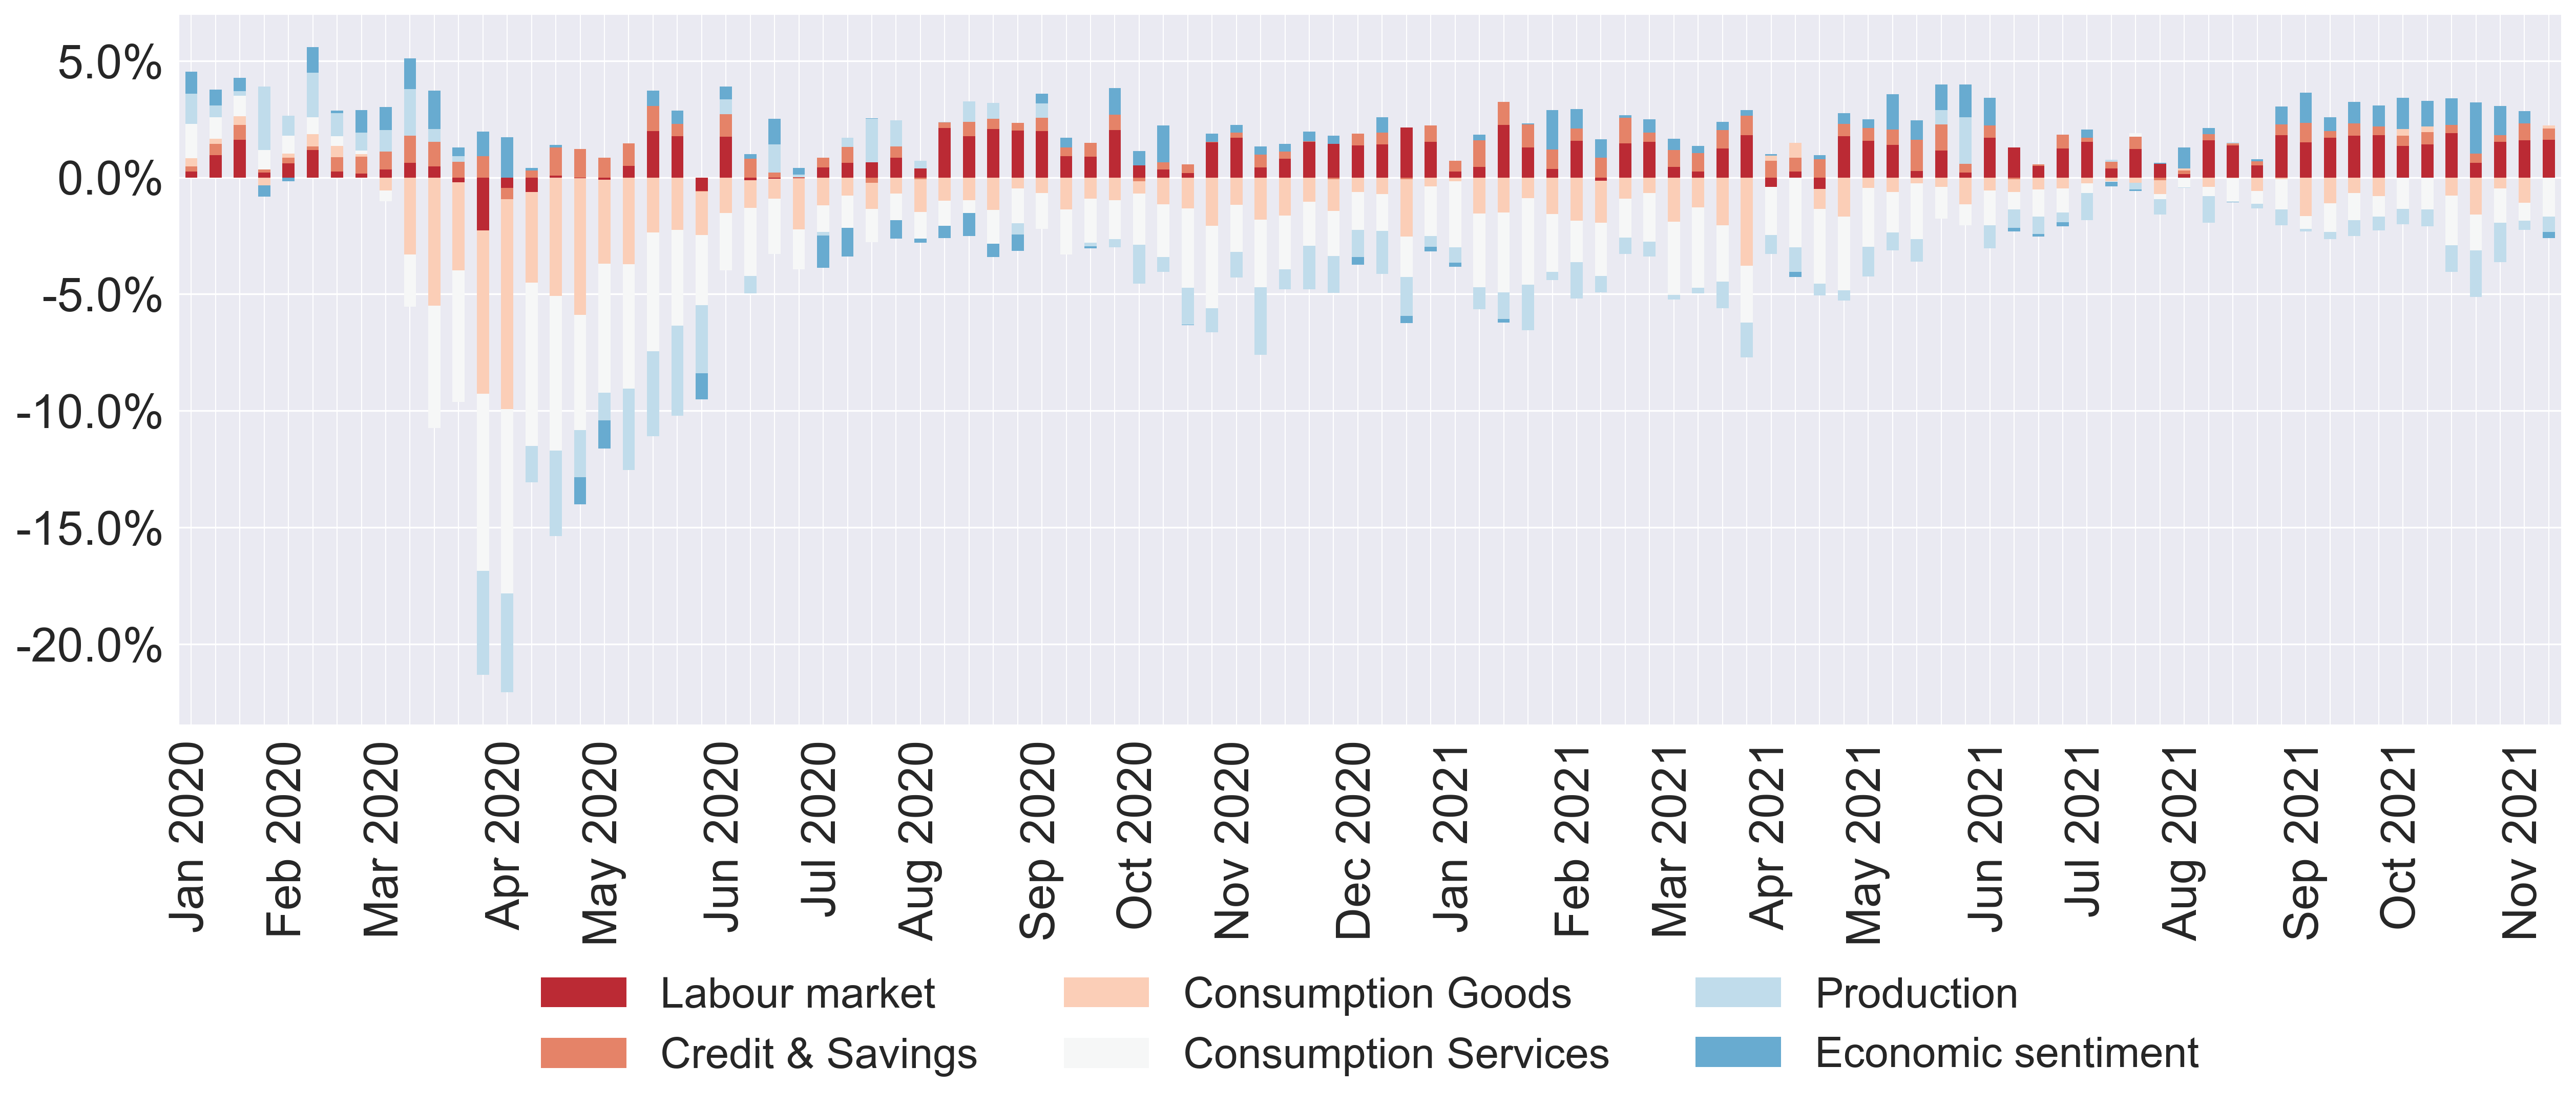 5.0%
0.0%
-5.0%
-10.0%
-15.0%
-20.0%
Jan 2020
Feb 2020
Mar 2020
Apr 2020
May 2020
Jun 2020
Jul 2020
Aug 2020
Sep 2020
Oct 2020
Nov 2020
Dec 2020
Jan 2021
Feb 2021
Mar 2021
Apr 2021
May 2021
Jun 2021
Jul 2021
Aug 2021
Sep 2021
Oct 2021
Nov 2021
Labour market
Consumption Goods
Production
Credit & Savings
Consumption Services
Economic sentiment